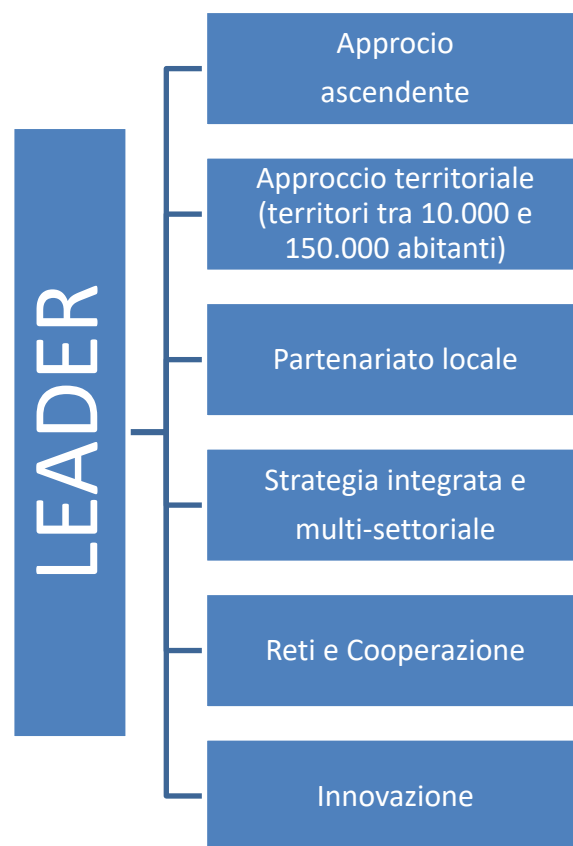 LEADER
Approcio
ascendente
Approccio territoriale
(territori tra 10.000 e
150.000 abitanti)
Partenariato locale
Strategia integrata e
multi-settoriale
Reti e Cooperazione
Innovazione